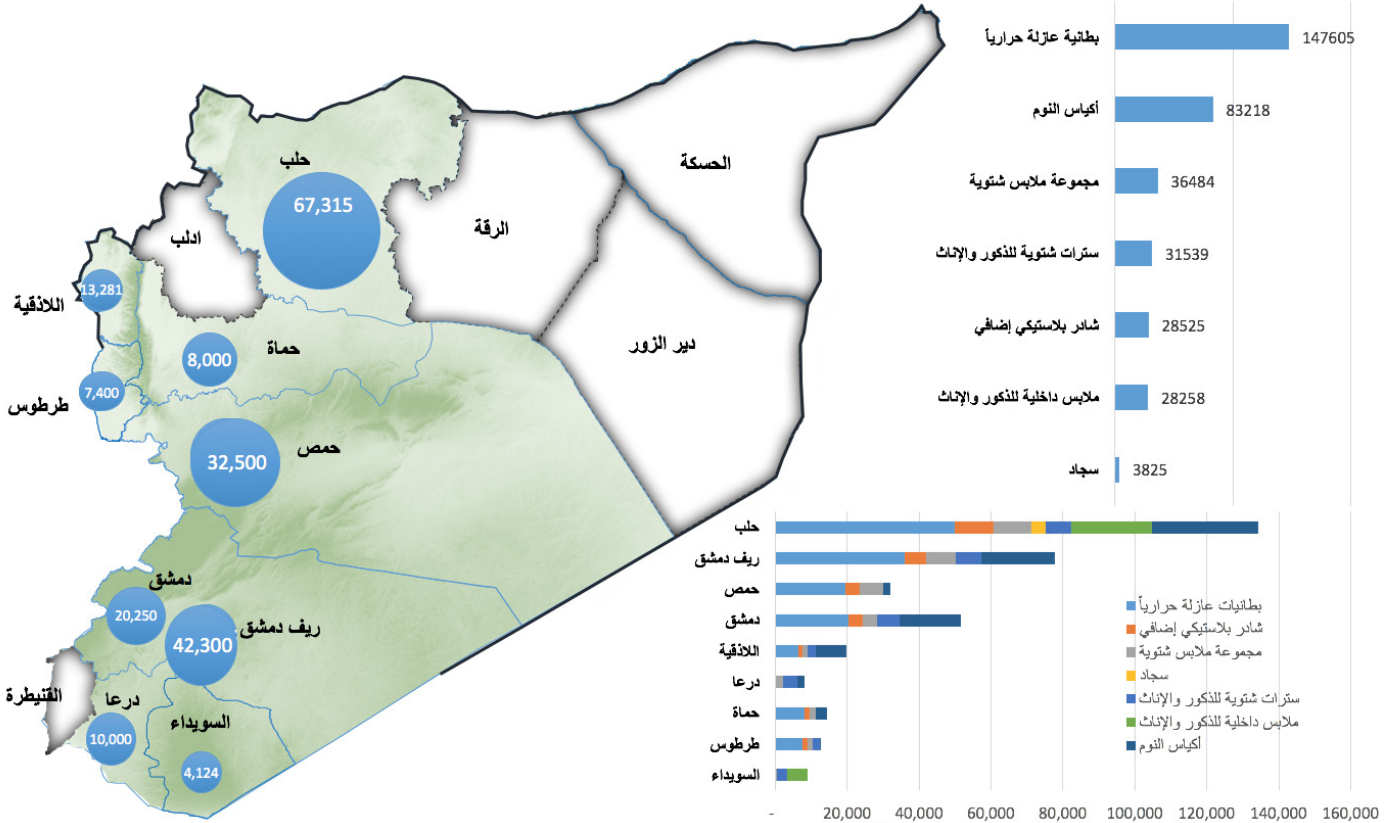 حلب
67,315
الحسكة
الرقة
ادلب
13,281
اللاذقية
حماة
8,000
دير الزور
7,400
طرطوس
حمص
32,500
دمشق
20,250
ريف دمشق
42,300
القنيطرة
درعا
10,000
السويداء
4,124
بطانية عازلة حرارياً 147605
أكياس النوم 83218
مجموعة ملابس شتوية 36484
سترات شتوية للذكور والإناث 31539
شادر بلاستيكي إضافي 28525
ملابس داخلية للذكور والإناث 28258
سجاد 3825
حلب
ريف دمشق
حمص
دمشق
اللاذقية
درعا
حماة
طرطوس
السويداء
بطانيات عازلة حرارياً
شادر بلاستيكي إضافي
مجموعة ملابس شتوية
سجاد
سترات شتوية للذكور والإناث
ملابس داخلية للذكور والإناث
أكياس النوم
- 20,000 40,000 60,000 80,000 100,000 120,000 140,000 160,000